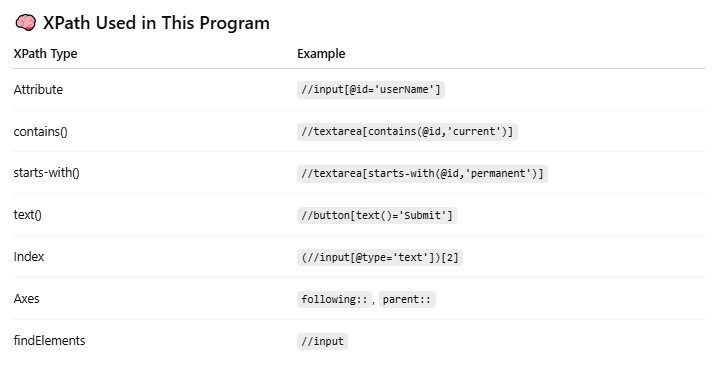 🧠 XPath Used in This Program
XPath Type Example
Attribute //input[@id='userName']
contains() //textarea[contains(@id,'current')]
starts-with() //textarea[starts-with(@id,'permanent')]
text() //button[text()='Submit']
Index (//input[@type='text'])[2]
Axes following::, parent::
findElements //input